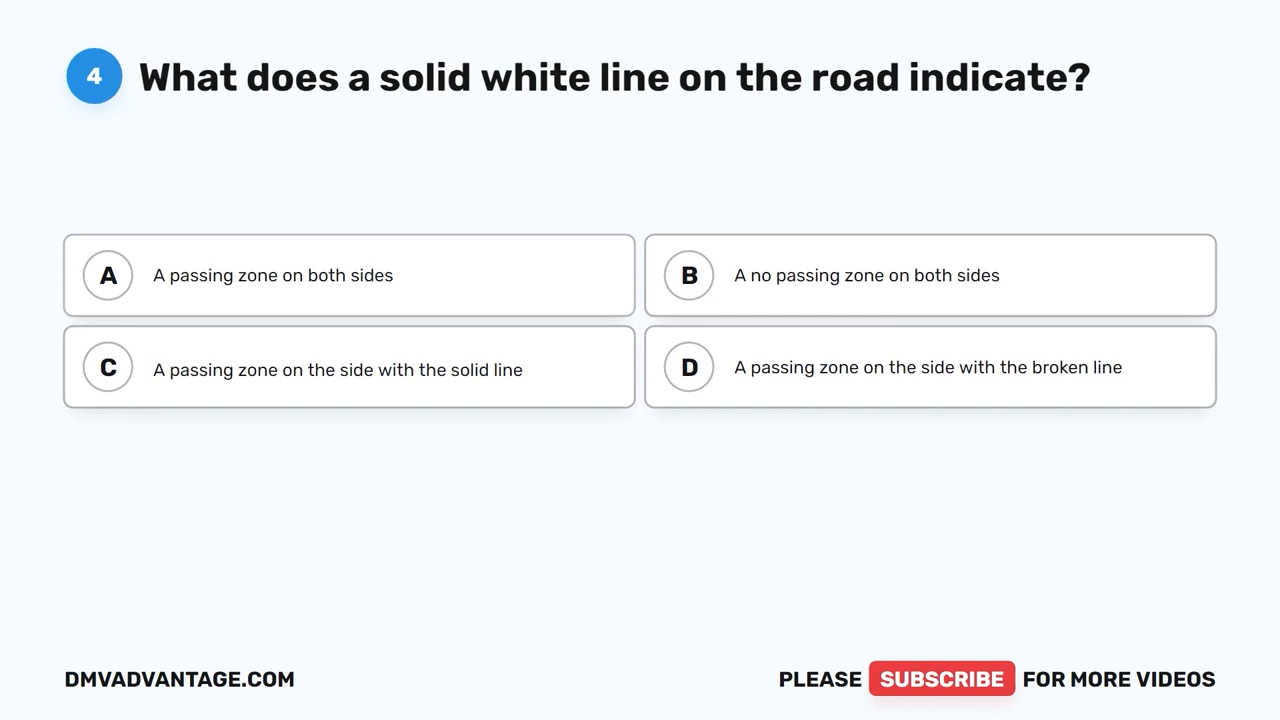 4 What does a solid white line on the road indicate?
A A passing zone on both sides
B A no passing zone on both sides
C A passing zone on the side with the solid line
D A passing zone on the side with the broken line
DMVADVANTAGE.COM
PLEASE SUBSCRIBE FOR MORE VIDEOS